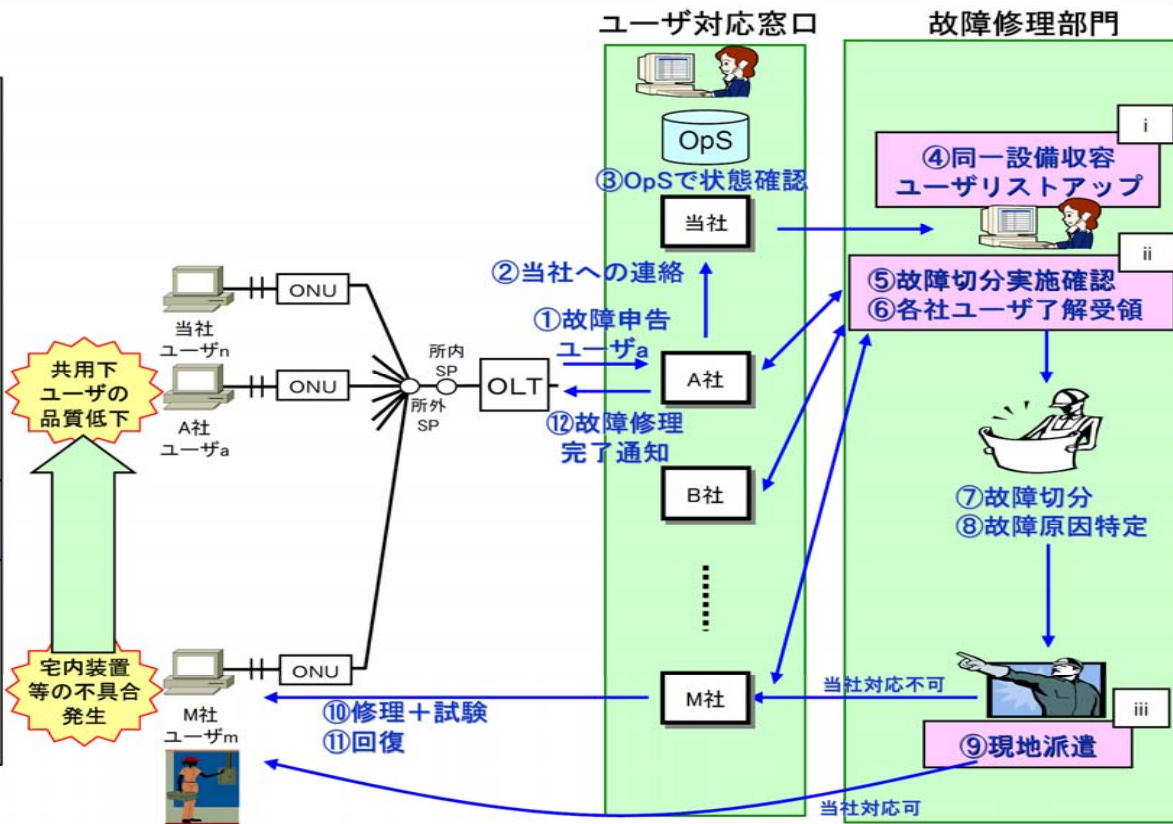 ユーザ対応窓口
故障修理部門
OpS
③OpSで状態確認
当社
i
④同一設備収容
ユーザリストアップ
ii
⑤故障切分実施確認
⑥各社ユーザ了解受領
②当社への連絡
①故障申告
ユーザa
A社
⑫故障修理
完了通知
B社
⑦故障切分
⑧故障原因特定
ONU
当社
ユーザn
共用下
ユーザの
品質低下
ONU
A社
ユーザa
所内
SP
所外
SP
OLT
宅内装置
等の不具合
発生
ONU
M社
ユーザm
⑩修理+試験
⑪回復
M社
当社対応不可
iii
⑨現地派遣
当社対応可